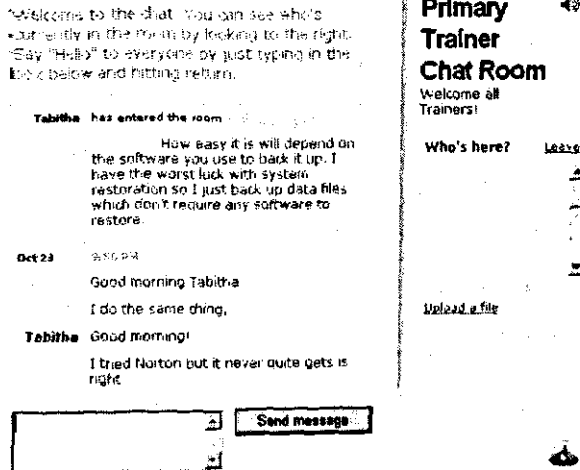 "Welcome to the chat. You can see who's
currently in the room by looking to the right.
"Say "Hello" to everyone by just typing in the
box below and hitting return.
Tabitha has entered the room
How easy it is will depend on
the software you use to back it up. I
have the worst luck with system
restoration so I just back up data files
which don't require any software to
restore.
Oct 23
Good morning Tabitha
I do the same thing,
Tabitha Good morning!
I tried Norton but it never quite gets is
right
Send message
Primary
Trainer
Chat Room
Welcome all
Trainers!
Who's here? Leave
Upload a file